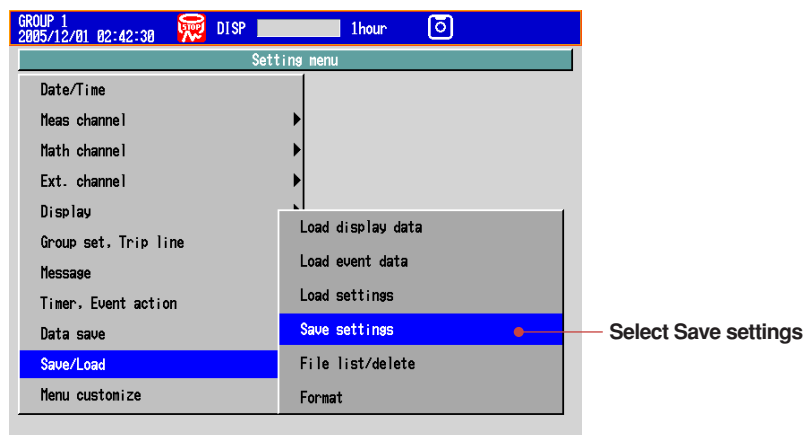 GROUP 1
2005/12/01 02:42:30
STOP
DISP
1hour
Setting menu
Date/Time
Meas channel
Math channel
Ext. channel
Display
Group set, Trip line
Message
Timer, Event action
Data save
Save/Load
Menu customize
Load display data
Load event data
Load settings
Save settings
File list/delete
Format
Select Save settings